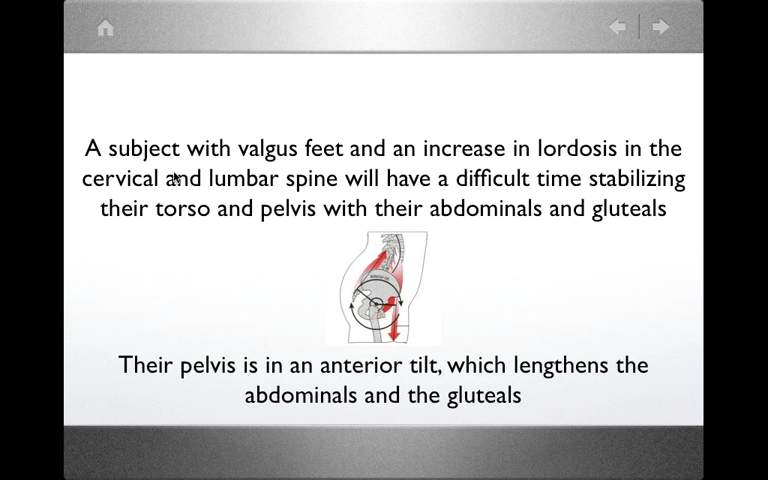 A subject with valgus feet and an increase in lordosis in the
cervical and lumbar spine will have a difficult time stabilizing
their torso and pelvis with their abdominals and gluteals
Their pelvis is in an anterior tilt, which lengthens the
abdominals and the gluteals